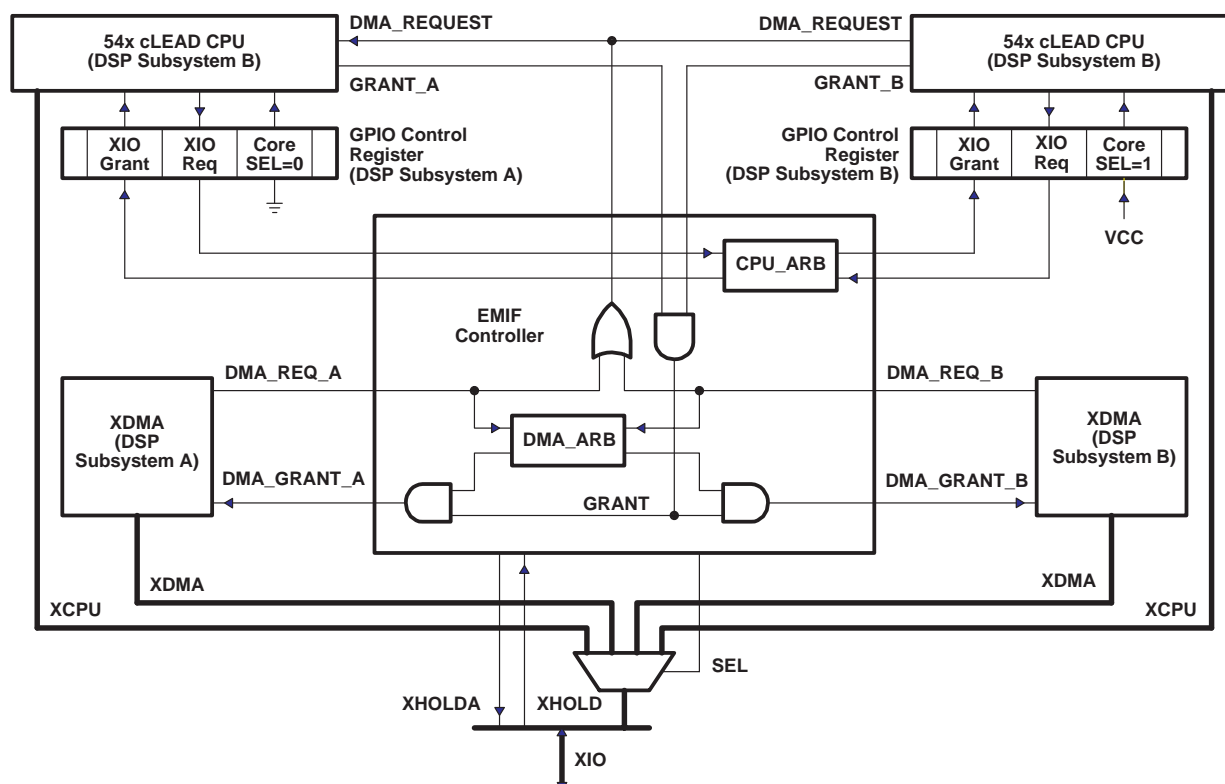 DMA_REQUEST
DMA_REQUEST
54x cLEAD CPU
(DSP Subsystem B)
54x cLEAD CPU
(DSP Subsystem B)
GRANT_A
GRANT_B
XIO
Grant
XIO
Req
Core
SEL=0
GPIO Control
Register
(DSP Subsystem A)
GPIO Control
Register
(DSP Subsystem B)
XIO
Grant
XIO
Req
Core
SEL=1
VCC
CPU_ARB
EMIF
Controller
DMA_REQ_A
DMA_REQ_B
XDMA
(DSP
Subsystem A)
DMA_ARB
XDMA
(DSP
Subsystem B)
DMA_GRANT_A
GRANT
DMA_GRANT_B
XDMA
XDMA
XCPU
XCPU
SEL
XHOLDA
XHOLD
XIO